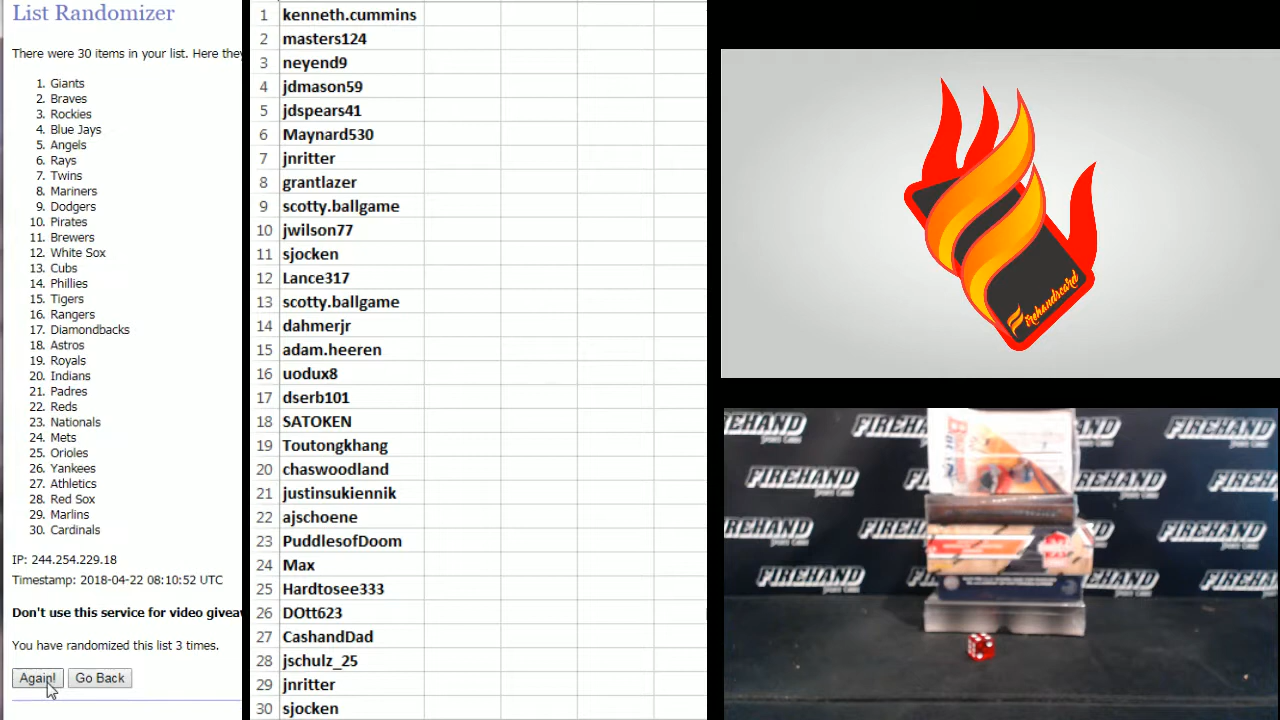 List Randomizer
There were 30 items in your list. Here they
1. Giants
2. Braves
3. Rockies
4. Blue Jays
5. Angels
6. Rays
7. Twins
8. Mariners
9. Dodgers
10. Pirates
11. Brewers
12. White Sox
13. Cubs
14. Phillies
15. Tigers
16. Rangers
17. Diamondbacks
18. Astros
19. Royals
20. Indians
21. Padres
22. Reds
23. Nationals
24. Mets
25. Orioles
26. Yankees
27. Athletics
28. Red Sox
29. Marlins
30. Cardinals
IP: 244.254.229.18
Timestamp: 2018-04-22 08:10:52 UTC
Don't use this service for video giveav
You have randomized this list 3 times.
Again! Go Back
1 kenneth.cummins
2 masters124
3 neyend9
4 jdmason59
5 jdspears41
6 Maynard530
7 jnritter
8 grantlazer
9 scotty.ballgame
10 jwilson77
11 sjocken
12 Lance317
13 scotty.ballgame
14 dahmerjr
15 adam.heeren
16 uodux8
17 dserb101
18 SATOKEN
19 Toutongkhang
20 chaswoodland
21 justinsukiennik
22 ajschoene
23 PuddlesofDoom
24 Max
25 Hardtosee333
26 DOtt623
27 CashandDad
28 jschulz_25
29 jnritter
30 sjocken
Firehandscard
FIREHAND
FIREHAND
FIREHAND
FIREHAND
FIREHAND
FIREHAND
FIREHAND
FIREHAND